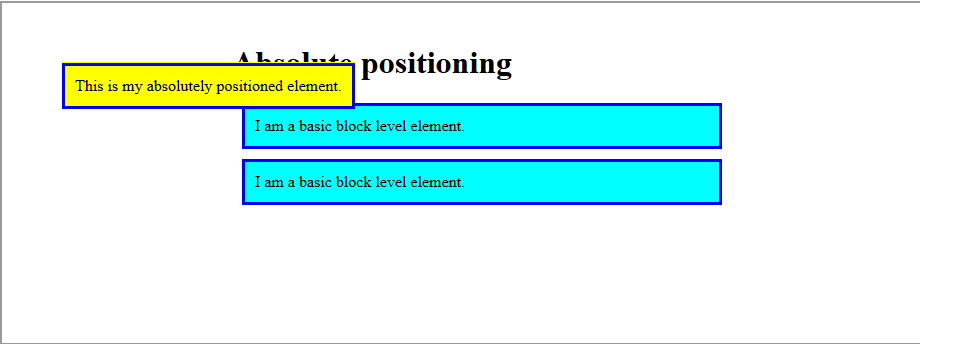 Absolute positioning
This is my absolutely positioned element.
I am a basic block level element.
I am a basic block level element.